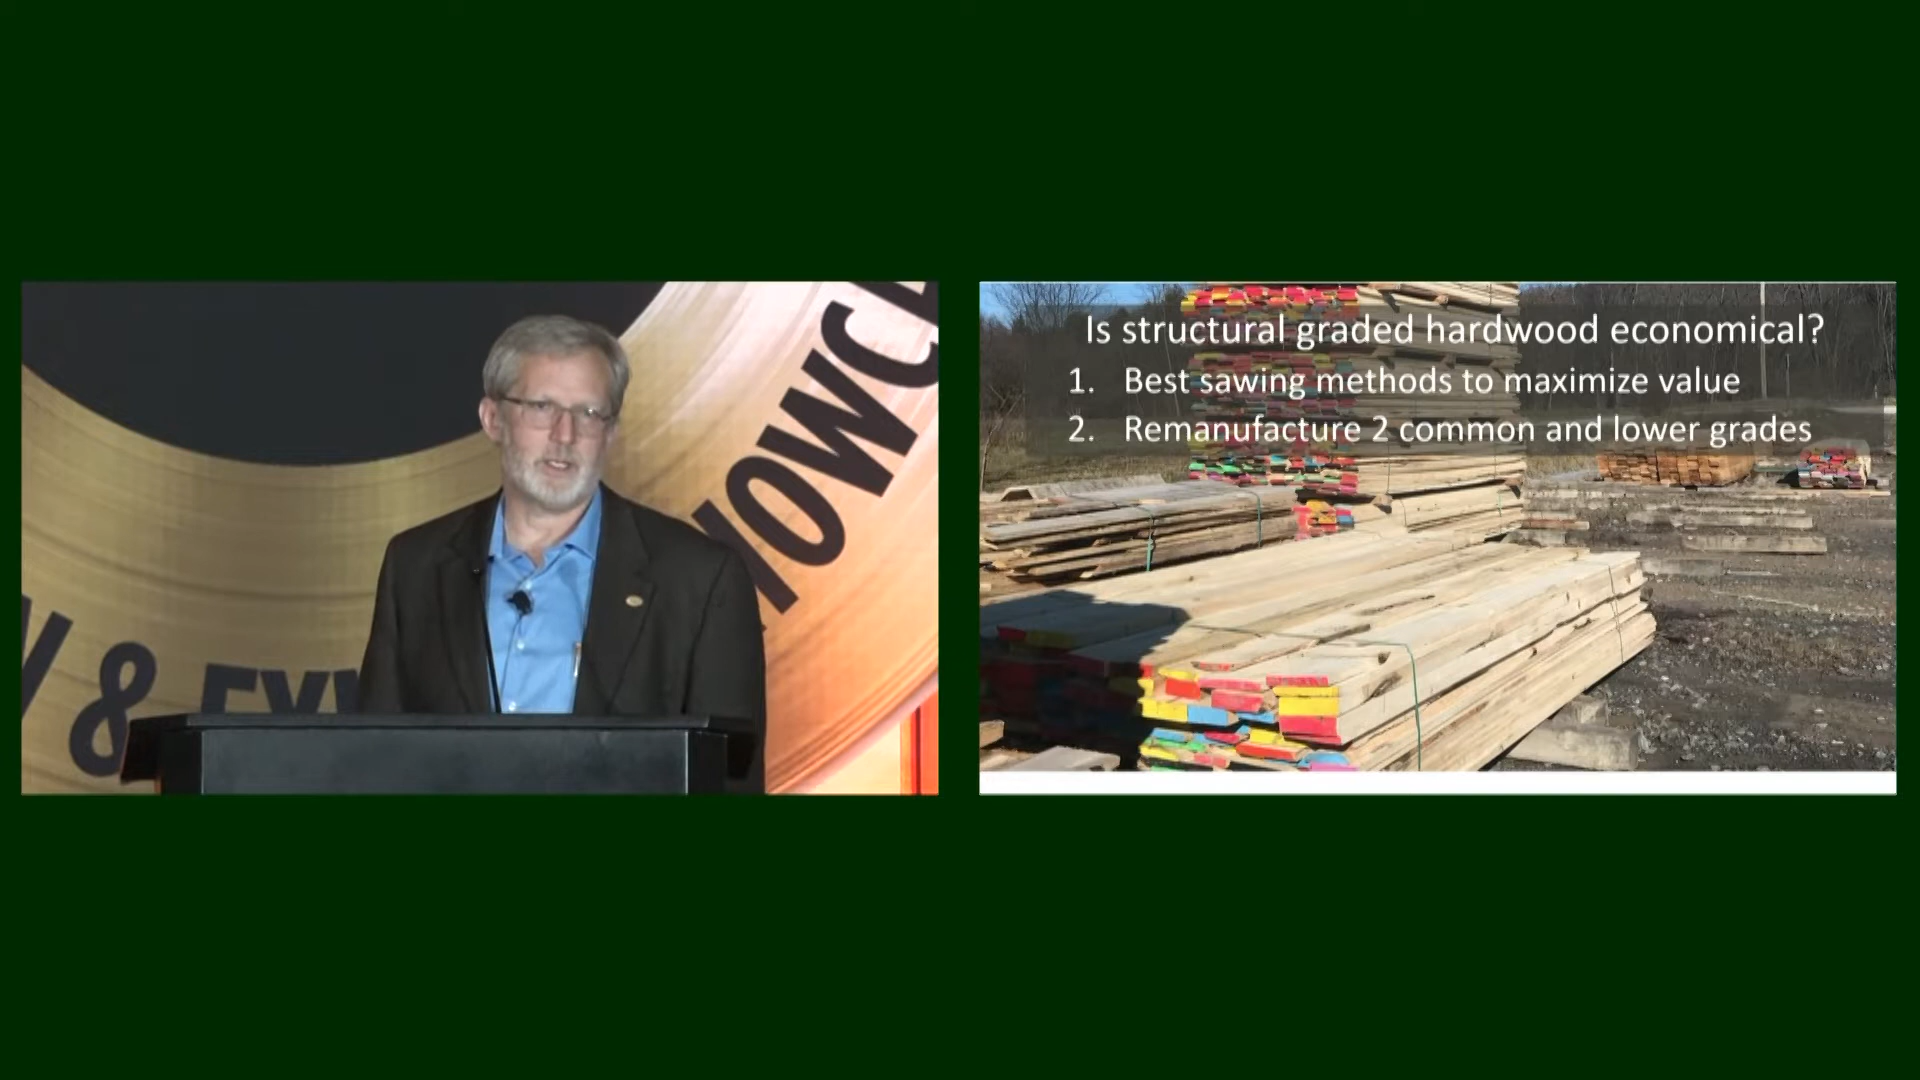 &
Is structural graded hardwood economical?
1. Best sawing methods to maximize value
2. Remanufacture 2 common and lower grades